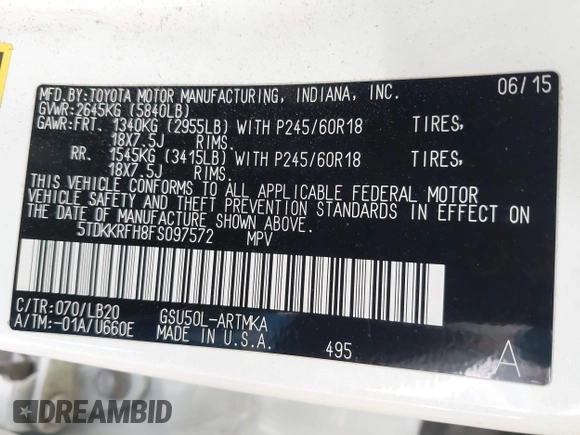 MFD.BY:TOYOTA MOTOR MANUFACTURING, INDIANA, INC. 06/15
GVWR:2645KG (5840LB)
GAWR:FRT. 1340KG (2955LB) WITH P245/60R18 TIRES,
18X7.5J RIMS.
RR. 1545KG (3415LB) WITH P245/60R18 TIRES,
18X7.5J RIMS.
THIS VEHICLE CONFORMS TO ALL APPLICABLE FEDERAL MOTOR
VEHICLE SAFETY AND THEFT PREVENTION STANDARDS IN EFFECT ON
THE DATE OF MANUFACTURE SHOWN ABOVE.
5TDKKRFH8FS097572 MPV
C/TR:070/LB20 GSU50L-ARTMKA
A/TM:-01A/U660E MADE IN U.S.A. 495 A
DREAMBID